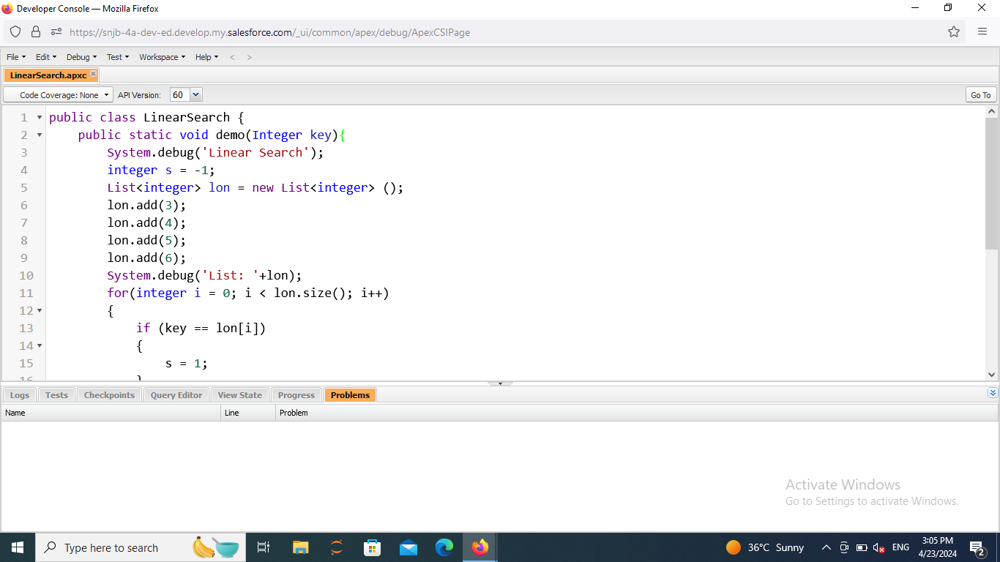 Developer Console — Mozilla Firefox
https://snjb-4a-dev-ed.develop.my.salesforce.com/_ui/common/apex/debug/ApexCSIPage
File Edit Debug Test Workspace Help < >
LinearSearch.apxc
Code Coverage: None API Version: 60 Go To
1 public class LinearSearch {
2 public static void demo(Integer key){
3 System.debug('Linear Search');
4 integer s = -1;
5 List<integer> lon = new List<integer> ();
6 lon.add(3);
7 lon.add(4);
8 lon.add(5);
9 lon.add(6);
10 System.debug('List: '+lon);
11 for(integer i = 0; i < lon.size(); i++)
12 {
13 if (key == lon[i])
14 {
15 s = 1;
16 }
Logs Tests Checkpoints Query Editor View State Progress Problems
Name Line Problem
Activate Windows
Go to Settings to activate Windows.
Type here to search
36°C Sunny
ENG
3:05 PM
4/23/2024
2